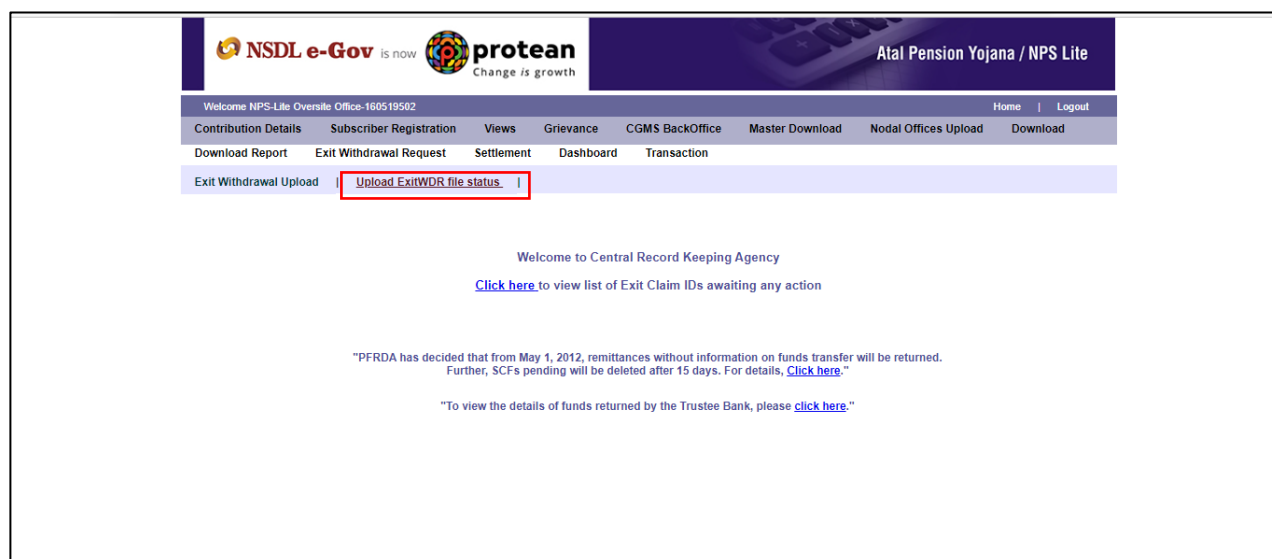 NSDL e-Gov is now protean
Change is growth
Atal Pension Yojana / NPS Lite
Welcome NPS-Lite Oversite Office-160519502 Home | Logout
Contribution Details Subscriber Registration Views Grievance CGMS BackOffice Master Download Nodal Offices Upload Download
Download Report Exit Withdrawal Request Settlement Dashboard Transaction
Exit Withdrawal Upload | Upload ExitWDR file status |
Welcome to Central Record Keeping Agency
Click here to view list of Exit Claim IDs awaiting any action
"PFRDA has decided that from May 1, 2012, remittances without information on funds transfer will be returned.
Further, SCFs pending will be deleted after 15 days. For details, Click here."
"To view the details of funds returned by the Trustee Bank, please click here."